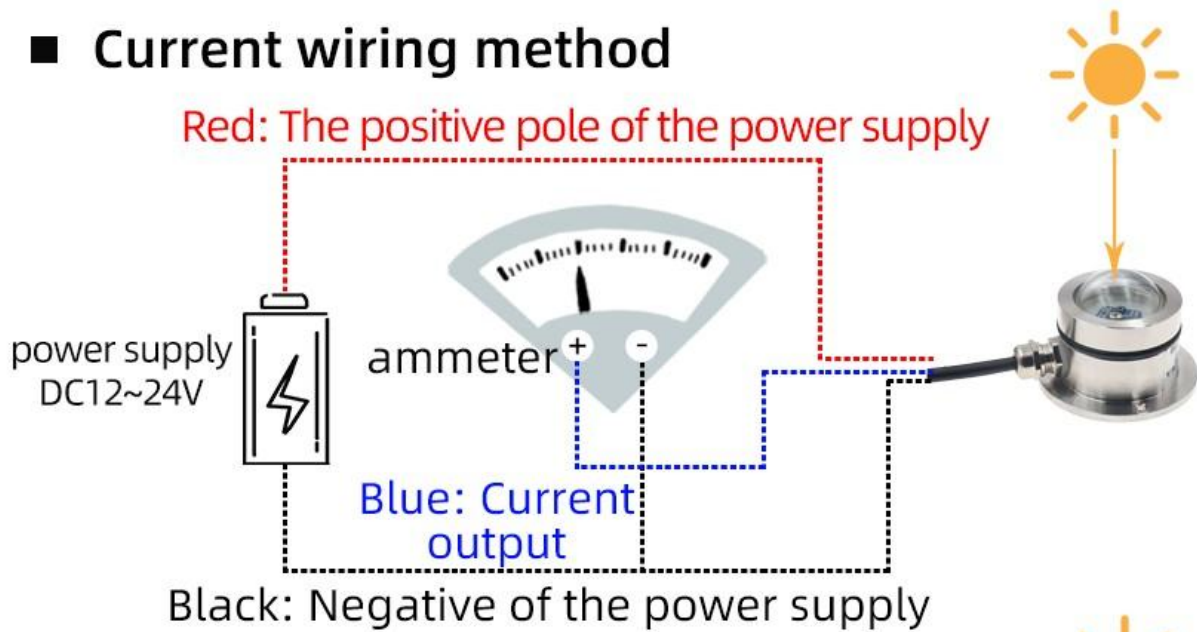 ■ Current wiring method
Red: The positive pole of the power supply
power supply
DC12~24V
ammeter
+ -
Blue: Current
output
Black: Negative of the power supply